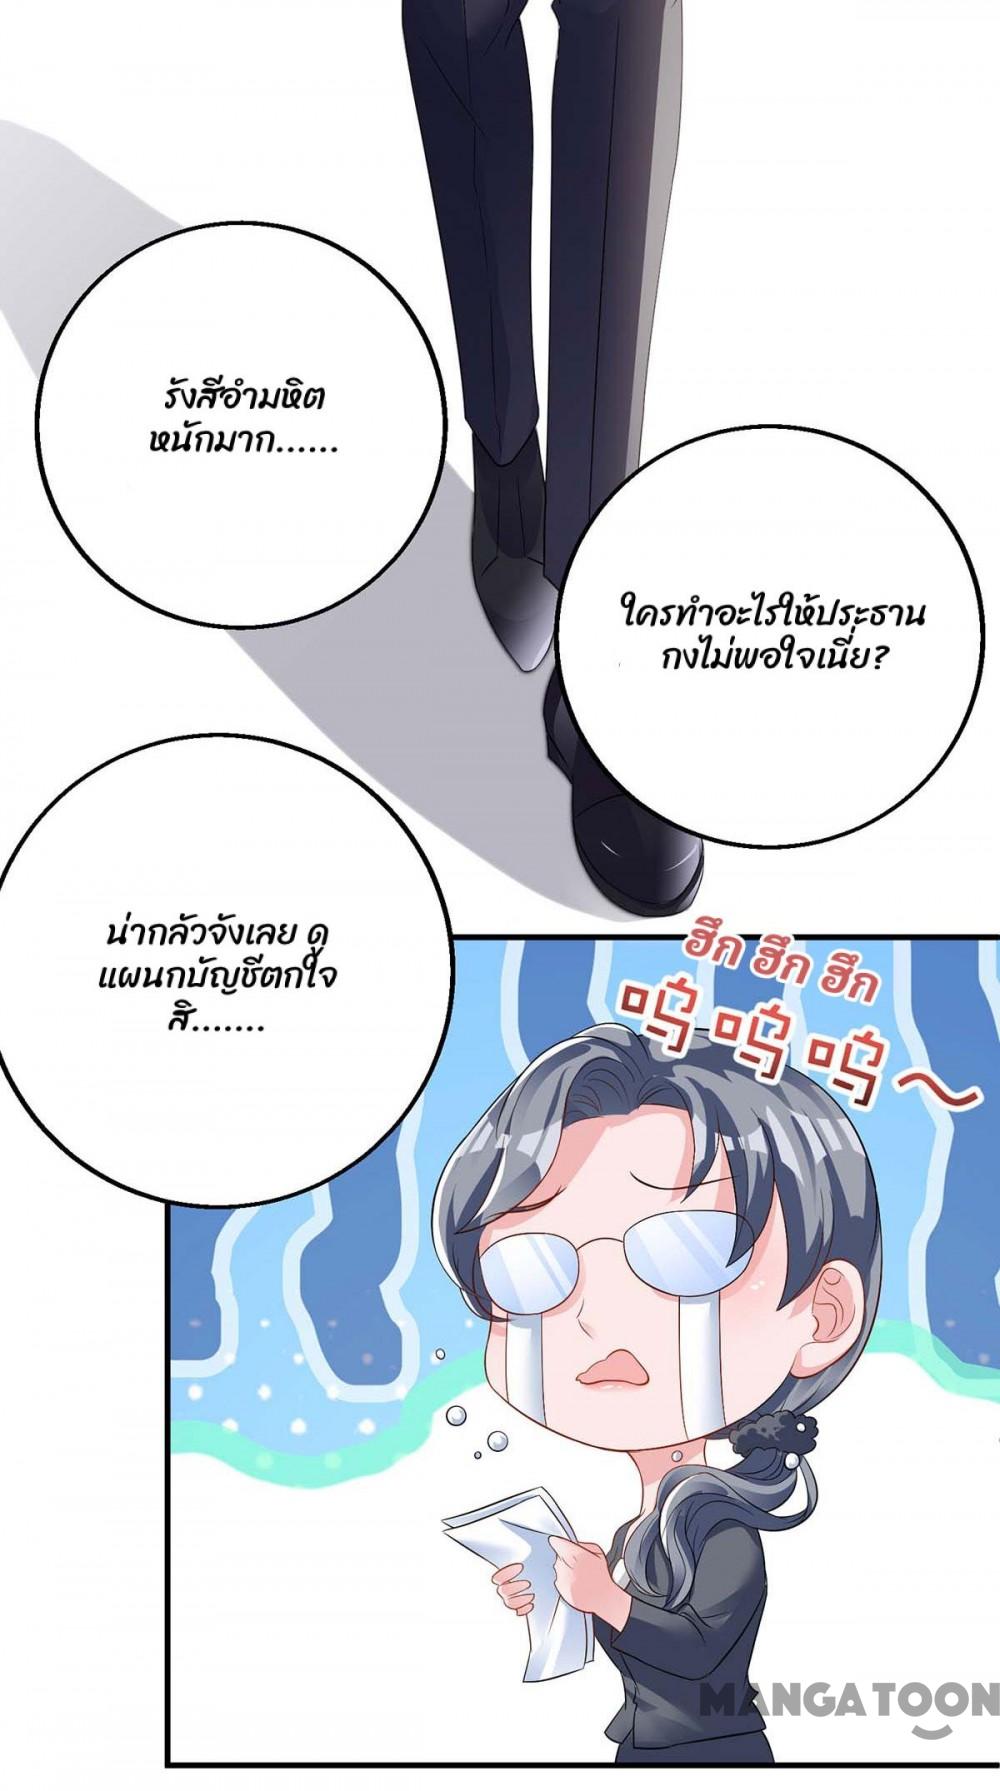 รังสีอำมหิต
หนักมาก......
ใครทำอะไรให้ประธาน
กงไม่พอใจเนี่ย?
น่ากลัวจังเลย ดู
แผนกบัญชีตกใจ
สิ.......
ฮึก ฮึก ฮึก
呜呜呜～
MANGATOON